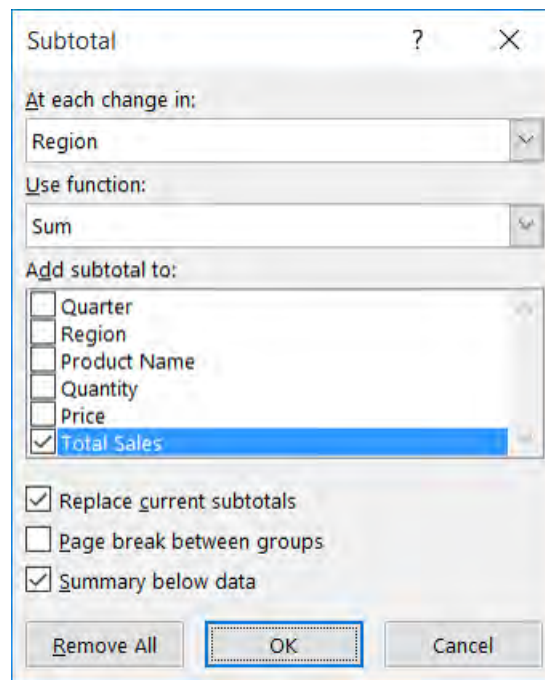 Subtotal ?
At each change in:
Region
Use function:
Sum
Add subtotal to:
Quarter
Region
Product Name
Quantity
Price
Total Sales
Replace current subtotals
Page break between groups
Summary below data
Remove All OK Cancel